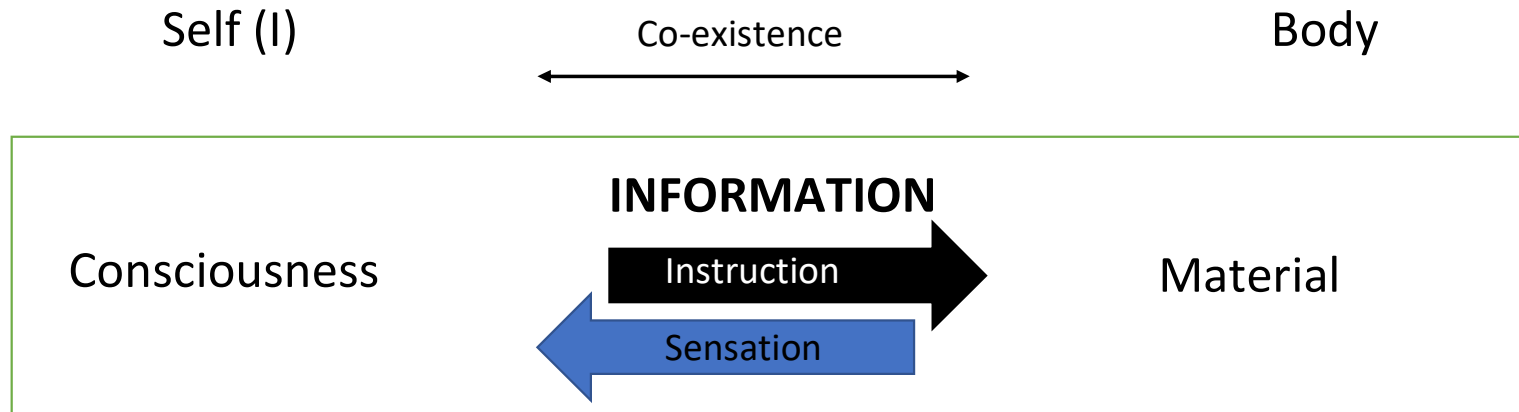 Self (I)
Co-existence
Body
INFORMATION
Consciousness
Instruction
Material
Sensation